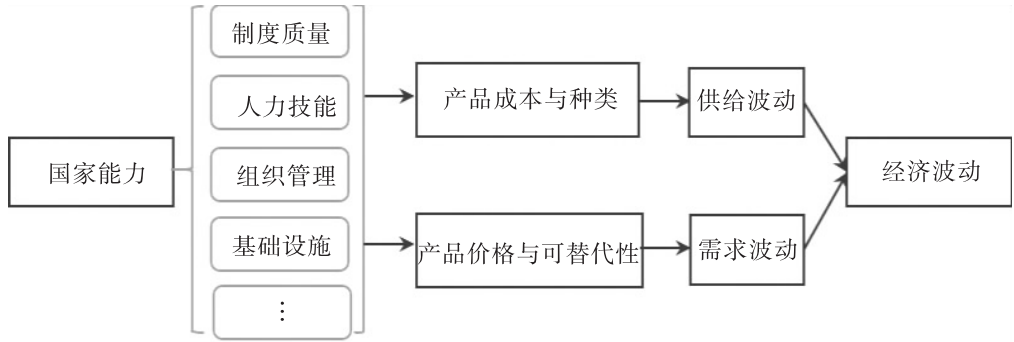 国家能力
制度质量
人力技能
组织管理
基础设施
⋮
产品成本与种类
产品价格与可替代性
供给波动
需求波动
经济波动